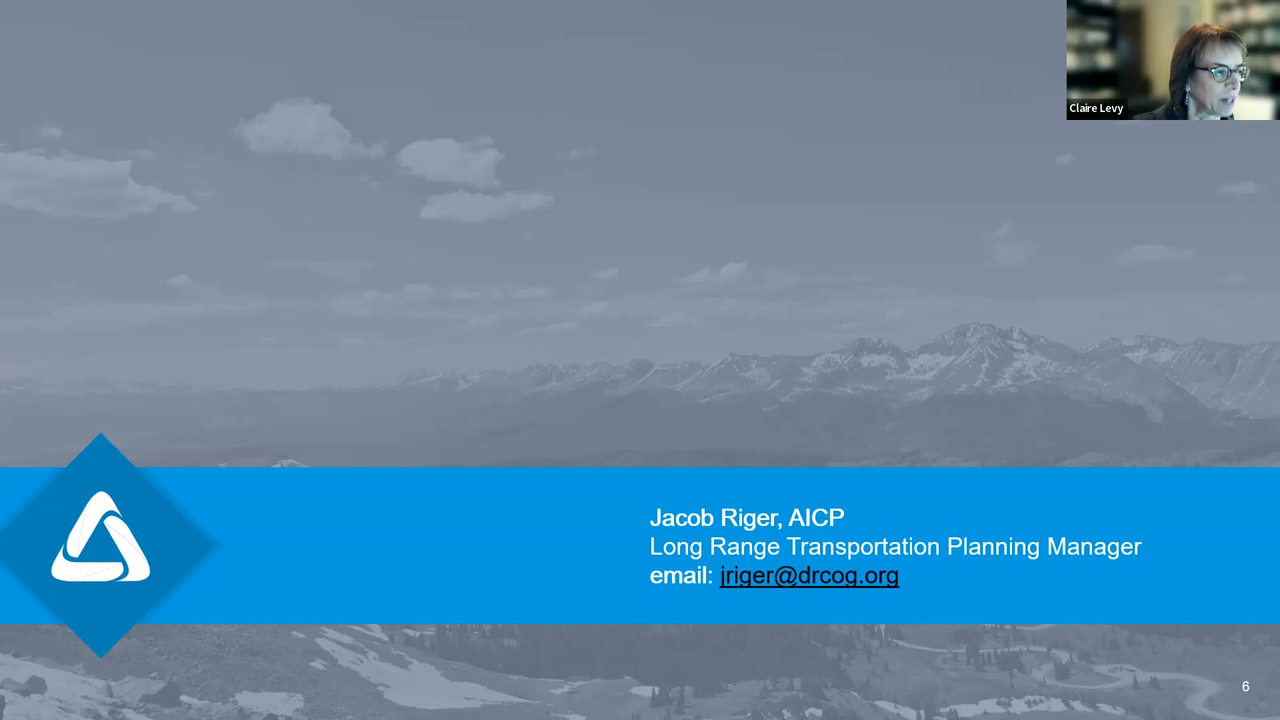 Claire Levy
Jacob Riger, AICP
Long Range Transportation Planning Manager
email: jriger@drcog.org
6